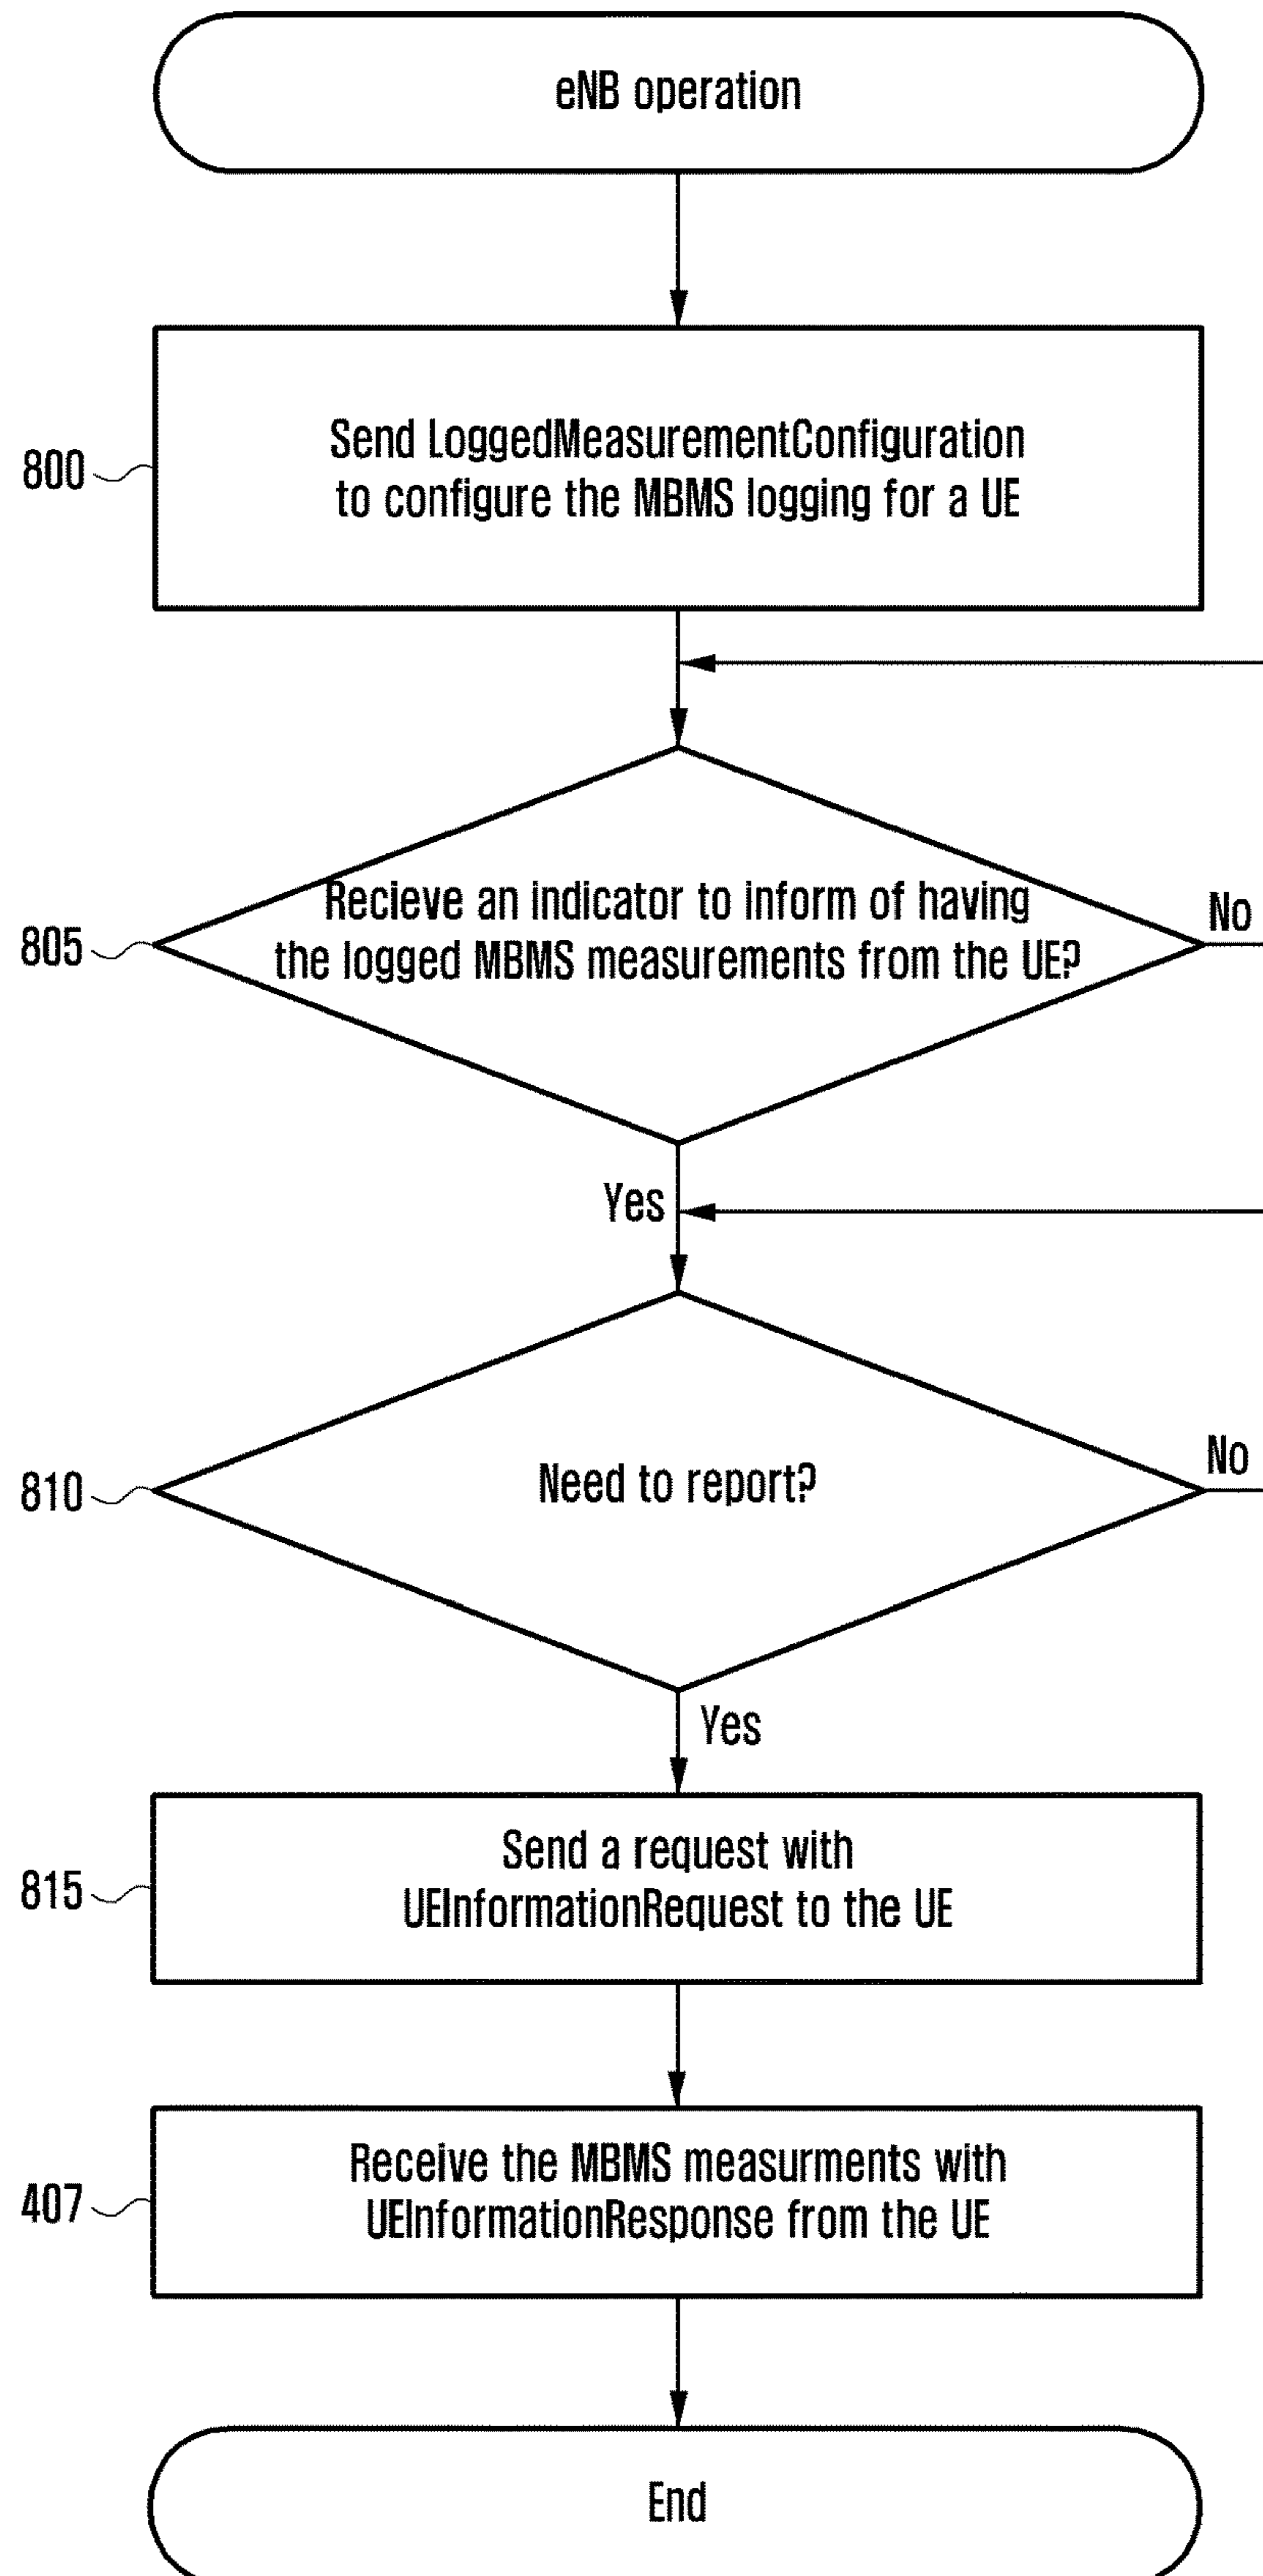 eNB operation
800
Send LoggedMeasurementConfiguration
to configure the MBMS logging for a UE
805
Recieve an indicator to inform of having
the logged MBMS measurements from the UE?
No
Yes
810
Need to report?
No
Yes
815
Send a request with
UEInformationRequest to the UE
407
Receive the MBMS measurments with
UEInformationResponse from the UE
End